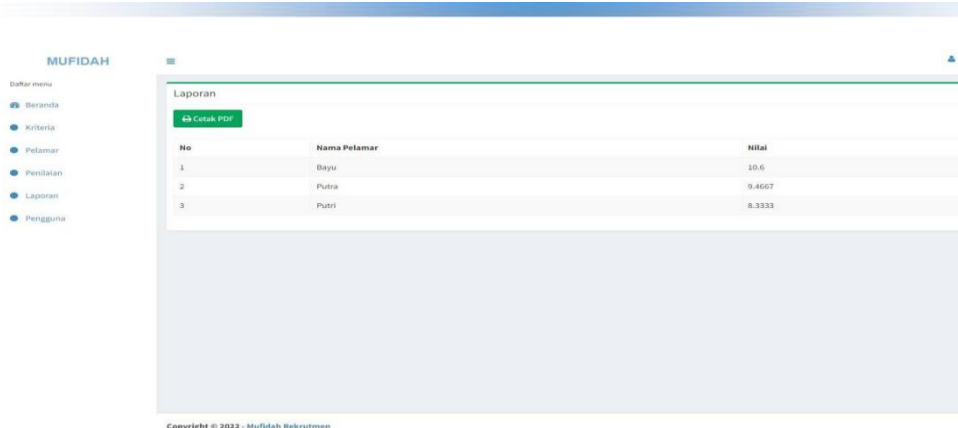 MUFIDAH
Daftar menu
Beranda
Kriteria
Pelamar
Penilaian
Laporan
Pengguna
Laporan
Cetak PDF
No Nama Pelamar Nilai
1 Bayu 10.6
2 Putra 9.4667
3 Putri 8.3333
Copyright © 2022 - Mufidah Rekrutmen